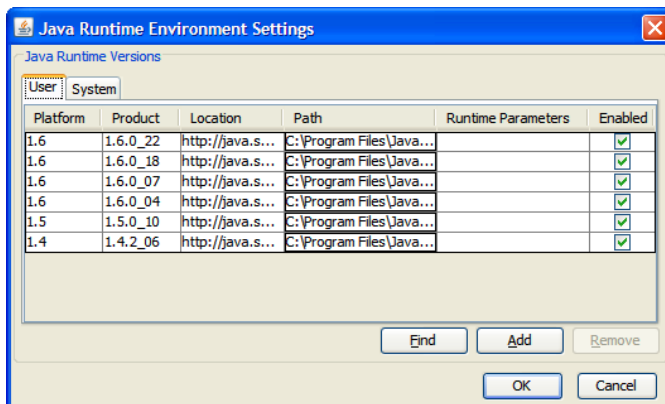 Java Runtime Environment Settings
Java Runtime Versions
User System
Platform Product Location Path Runtime Parameters Enabled
1.6 1.6.0_22 http://java.s... C:\Program Files\Java...
1.6 1.6.0_18 http://java.s... C:\Program Files\Java...
1.6 1.6.0_07 http://java.s... C:\Program Files\Java...
1.6 1.6.0_04 http://java.s... C:\Program Files\Java...
1.5 1.5.0_10 http://java.s... C:\Program Files\Java...
1.4 1.4.2_06 http://java.s... C:\Program Files\Java...
Find Add Remove
OK Cancel